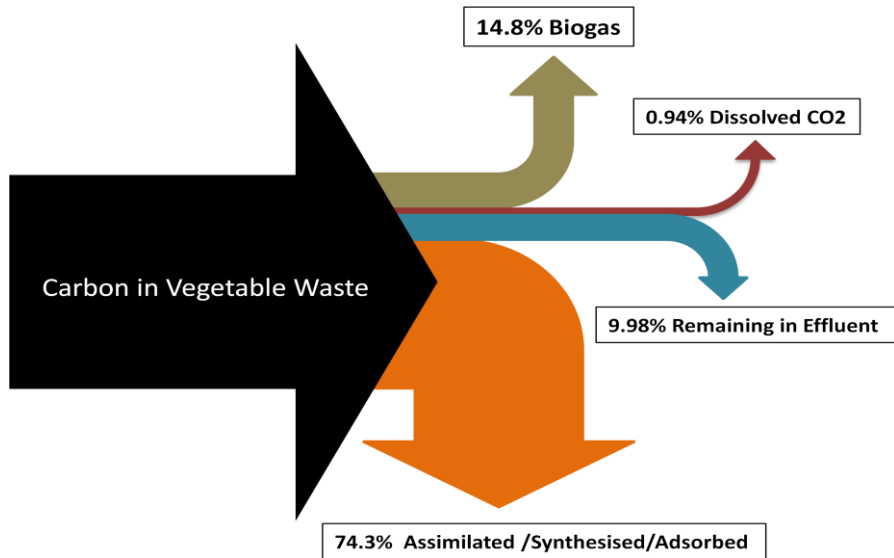 14.8% Biogas
0.94% Dissolved CO2
Carbon in Vegetable Waste
9.98% Remaining in Effluent
74.3% Assimilated /Synthesised/Adsorbed